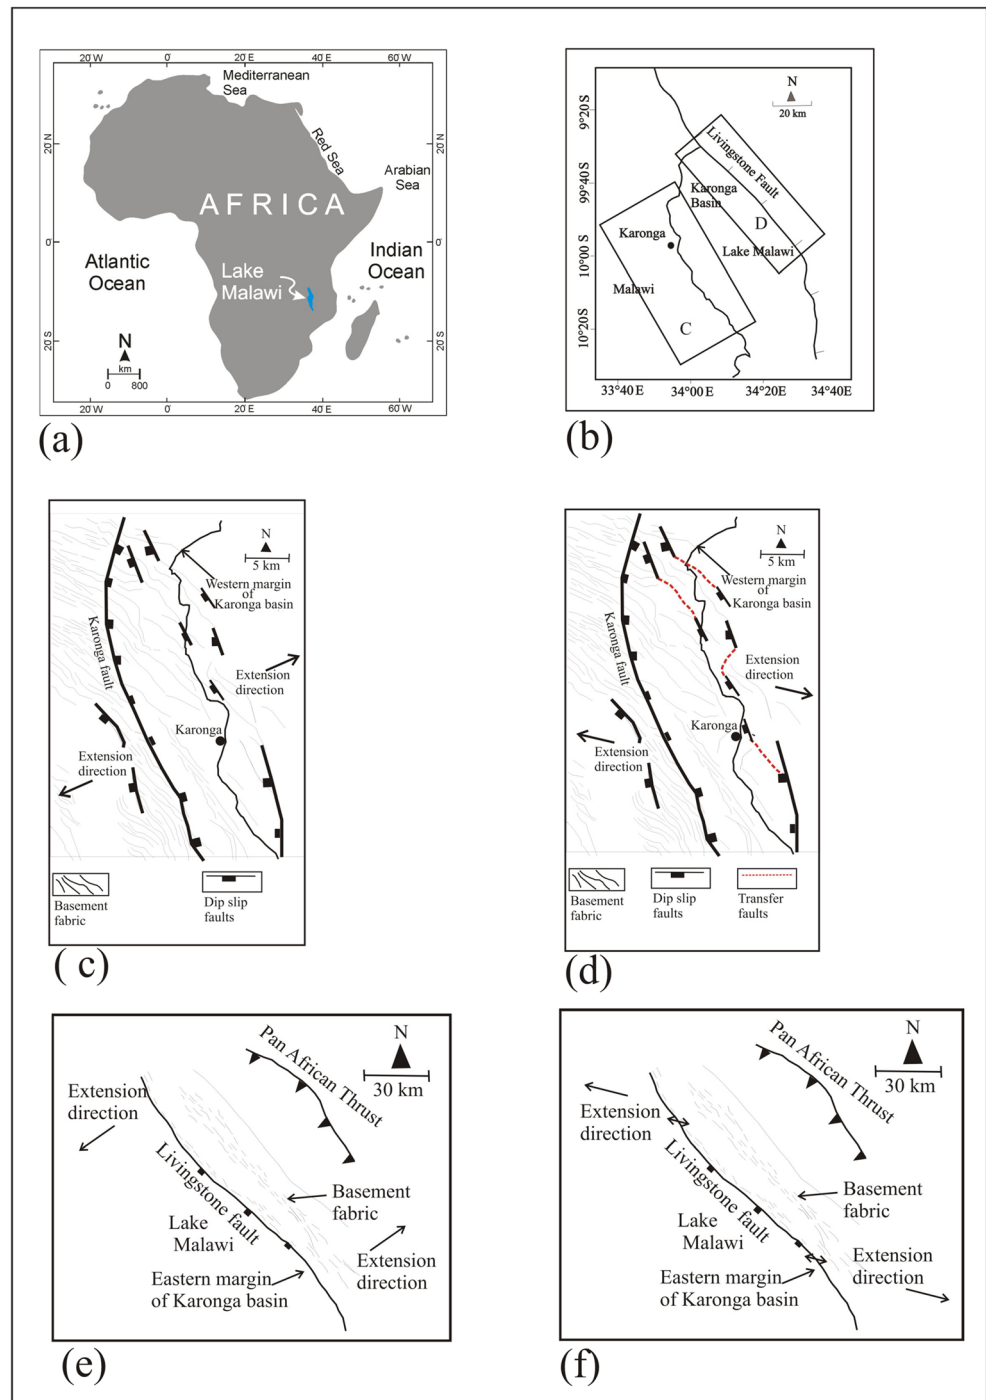 20 W
0
20 E
40 E
60 W
Mediterranean
Sea
Red Sea
Arabian
Sea
20 N
20 N
AFRICA
0
0
Atlantic
Ocean
Indian
Ocean
Lake
Malawi
N
km
0 800
20 S
20 S
20 W
0
20 E
40 E
60 W
(a)
N
20 km
9°20S
99°40S
10°00S
10°20S
Livingstone Fault
Karonga
Basin
D
Karonga
Lake Malawi
Malawi
C
33°40 E
34°00 E
34°20 E
34°40 E
(b)
N
5 km
Western margin
of
Karonga basin
Karonga fault
Extension
direction
Karonga
Extension
direction
Basement
fabric
Dip slip
faults
( c)
N
5 km
Western margin
of
Karonga basin
Karonga fault
Extension
direction
Karonga
Extension
direction
Basement
fabric
Dip slip
faults
Transfer
faults
(d)
Pan African Thrust
N
30 km
Extension
direction
Livingstone fault
Basement
fabric
Lake
Malawi
Extension
direction
Eastern margin
of Karonga basin
(e)
Pan African Thrust
N
30 km
Extension
direction
Livingstone fault
Basement
fabric
Lake
Malawi
Extension
direction
Eastern margin
of Karonga basin
(f)